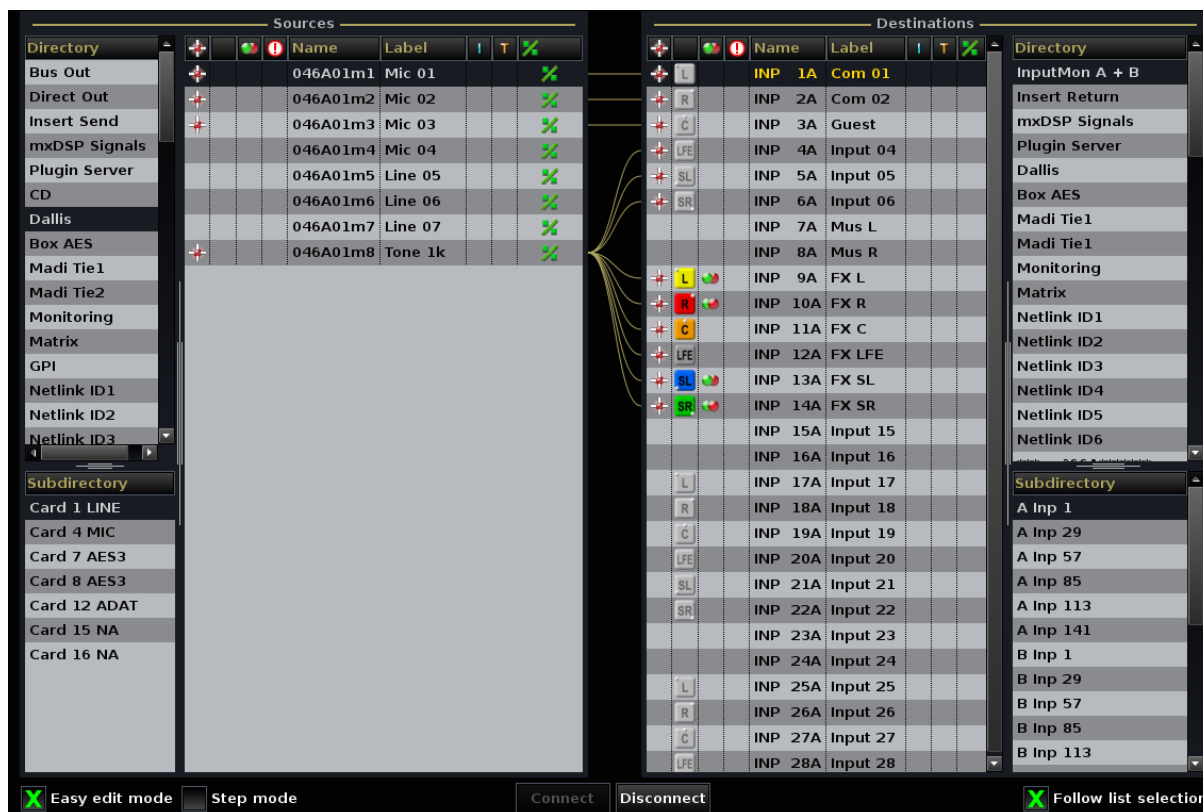 Sources
Destinations
Directory
Bus Out
Direct Out
Insert Send
mxDSP Signals
Plugin Server
CD
Dallis
Box AES
Madi Tie1
Madi Tie2
Monitoring
Matrix
GPI
Netlink ID1
Netlink ID2
Netlink ID3
Subdirectory
Card 1 LINE
Card 4 MIC
Card 7 AES3
Card 8 AES3
Card 12 ADAT
Card 15 NA
Card 16 NA
Name Label I T
046A01m1 Mic 01
046A01m2 Mic 02
046A01m3 Mic 03
046A01m4 Mic 04
046A01m5 Line 05
046A01m6 Line 06
046A01m7 Line 07
046A01m8 Tone 1k
Name Label I T
L INP 1A Com 01
R INP 2A Com 02
C INP 3A Guest
LFE INP 4A Input 04
SL INP 5A Input 05
SR INP 6A Input 06
INP 7A Mus L
INP 8A Mus R
L INP 9A FX L
R INP 10A FX R
C INP 11A FX C
LFE INP 12A FX LFE
SL INP 13A FX SL
SR INP 14A FX SR
INP 15A Input 15
INP 16A Input 16
L INP 17A Input 17
R INP 18A Input 18
C INP 19A Input 19
LFE INP 20A Input 20
SL INP 21A Input 21
SR INP 22A Input 22
INP 23A Input 23
INP 24A Input 24
L INP 25A Input 25
R INP 26A Input 26
C INP 27A Input 27
LFE INP 28A Input 28
Directory
InputMon A + B
Insert Return
mxDSP Signals
Plugin Server
Dallis
Box AES
Madi Tie1
Madi Tie1
Monitoring
Matrix
Netlink ID1
Netlink ID2
Netlink ID3
Netlink ID4
Netlink ID5
Netlink ID6
Subdirectory
A Inp 1
A Inp 29
A Inp 57
A Inp 85
A Inp 113
A Inp 141
B Inp 1
B Inp 29
B Inp 57
B Inp 85
B Inp 113
X Easy edit mode
Step mode
Connect
Disconnect
X Follow list selection